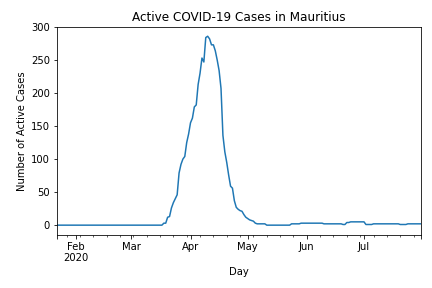 Active COVID-19 Cases in Mauritius
Number of Active Cases
300
250
200
150
100
50
0
Feb Mar Apr May Jun Jul
2020
Day